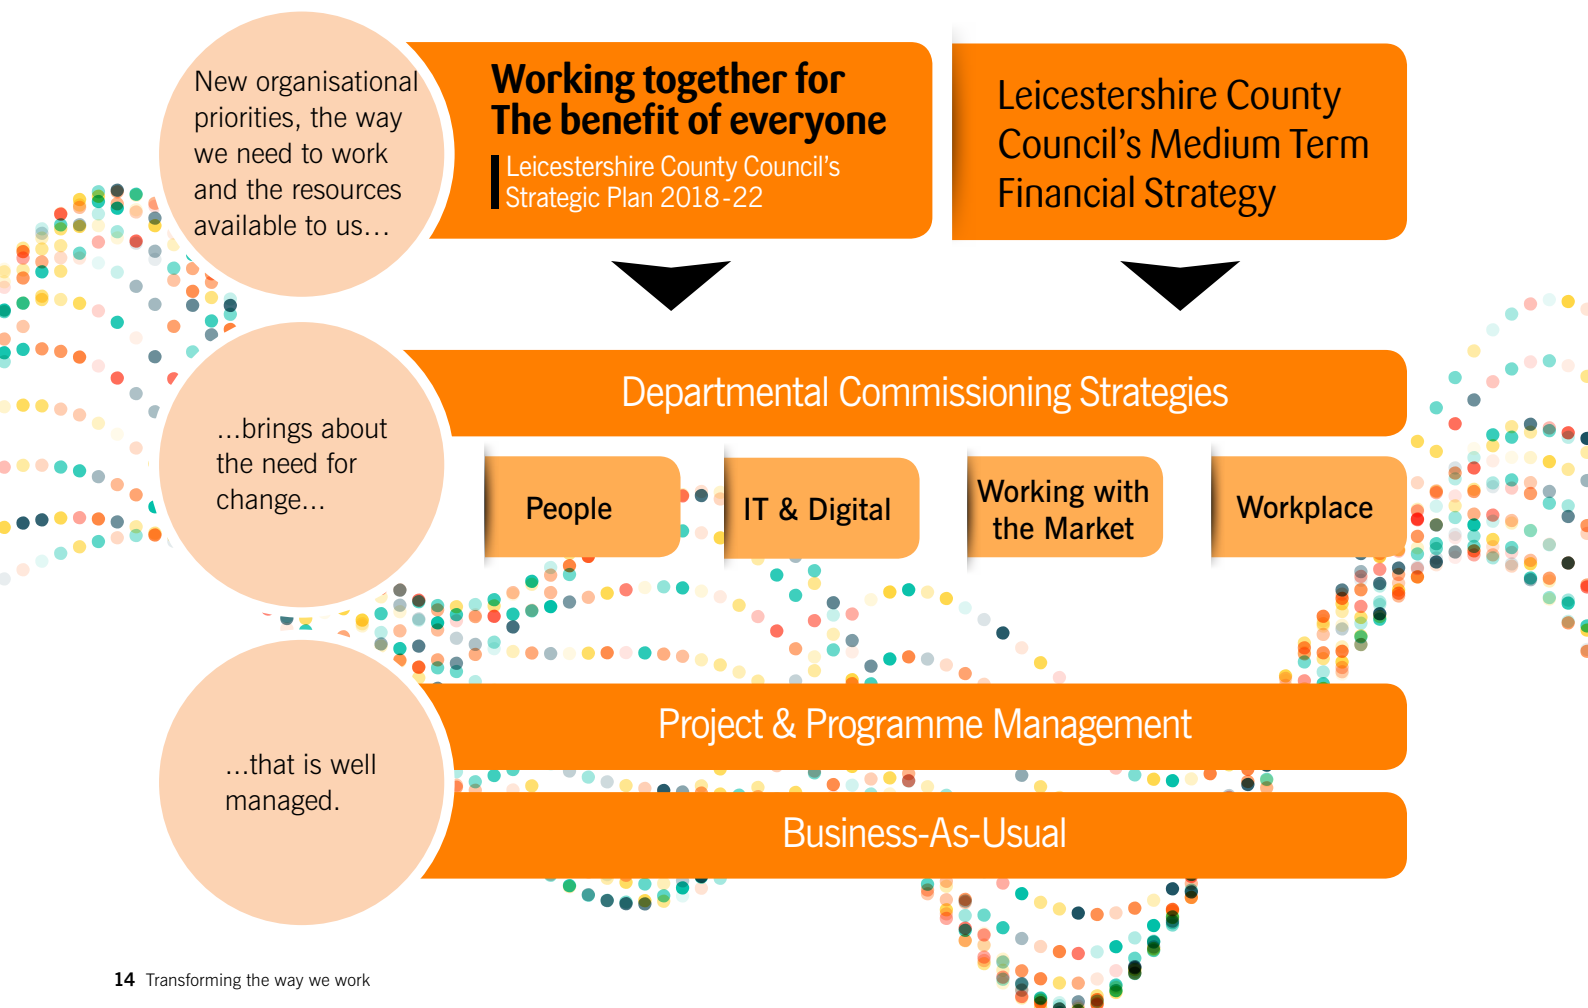 New organisational
priorities, the way
we need to work
and the resources
available to us…
Working together for
The benefit of everyone
Leicestershire County Council’s
Strategic Plan 2018-22
Leicestershire County
Council’s Medium Term
Financial Strategy
…brings about
the need for
change…
Departmental Commissioning Strategies
People
IT & Digital
Working with
the Market
Workplace
…that is well
managed.
Project & Programme Management
Business-As-Usual
14 Transforming the way we work